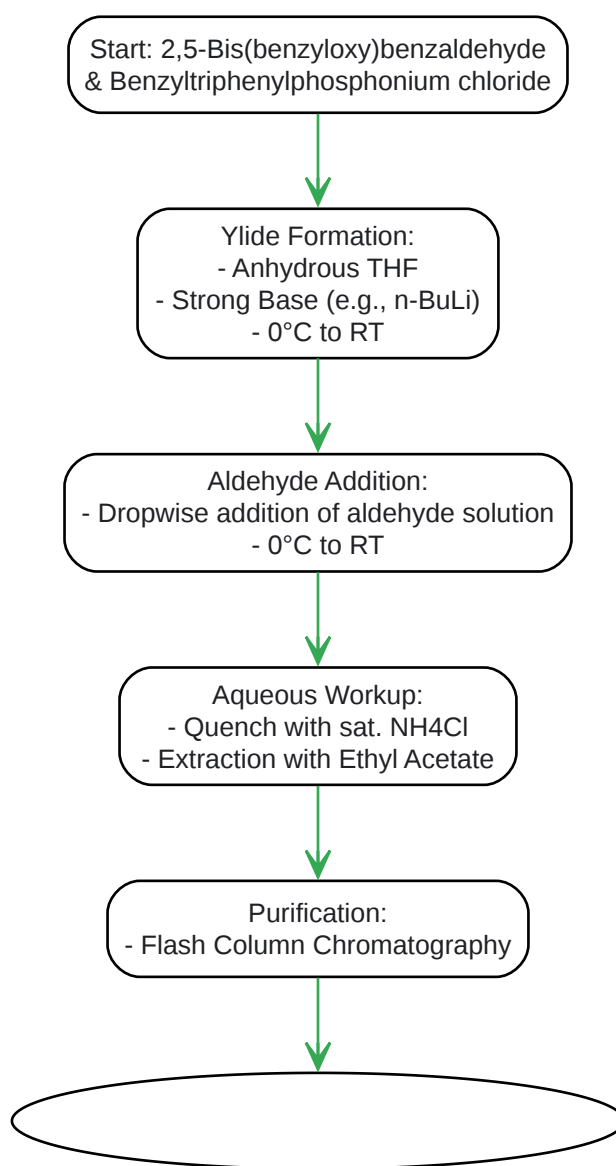 Start: 2,5-Bis(benzyloxy)benzaldehyde
& Benzyltriphenylphosphonium chloride
Ylide Formation:
- Anhydrous THF
- Strong Base (e.g., n-BuLi)
- 0°C to RT
Aldehyde Addition:
- Dropwise addition of aldehyde solution
- 0°C to RT
Aqueous Workup:
- Quench with sat. NH4Cl
- Extraction with Ethyl Acetate
Purification:
- Flash Column Chromatography